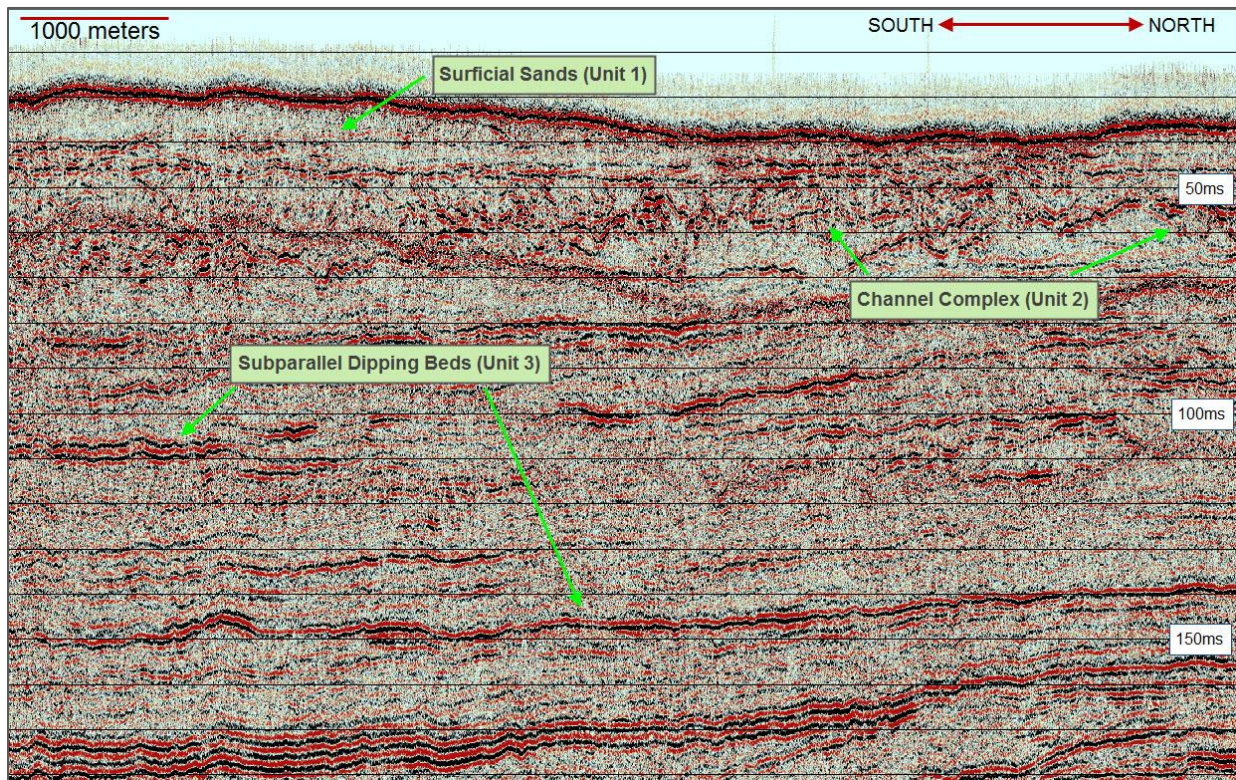 1000 meters
SOUTH NORTH
Surficial Sands (Unit 1)
50ms
Channel Complex (Unit 2)
Subparallel Dipping Beds (Unit 3)
100ms
150ms